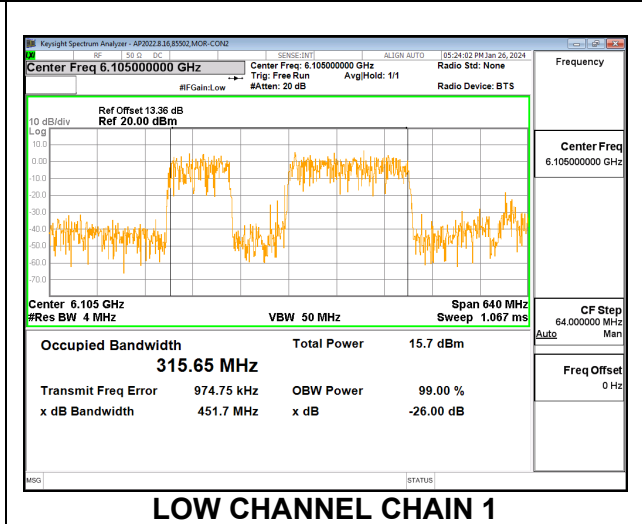 Keysight Spectrum Analyzer - AP2022.8.16,85502,MOR-CON2
RF 50 Ω DC SENSE:INT ALIGN AUTO 05:24:02 PM Jan 26, 2024
Center Freq 6.105000000 GHz Center Freq: 6.105000000 GHz Radio Std: None Frequency
Trig: Free Run Avg|Hold: 1/1
#IFGain:Low #Atten: 20 dB Radio Device: BTS
Ref Offset 13.36 dB
10 dB/div Ref 20.00 dBm
Log
10.0
0.00
-10.0
-20.0
-30.0
-40.0
-50.0
-60.0
-70.0
Center Freq
6.105000000 GHz
Center 6.105 GHz Span 640 MHz
#Res BW 4 MHz VBW 50 MHz Sweep 1.067 ms
CF Step
64.000000 MHz
Auto Man
Occupied Bandwidth Total Power 15.7 dBm
315.65 MHz
Freq Offset
0 Hz
Transmit Freq Error 974.75 kHz OBW Power 99.00 %
x dB Bandwidth 451.7 MHz x dB -26.00 dB
MSG STATUS
LOW CHANNEL CHAIN 1